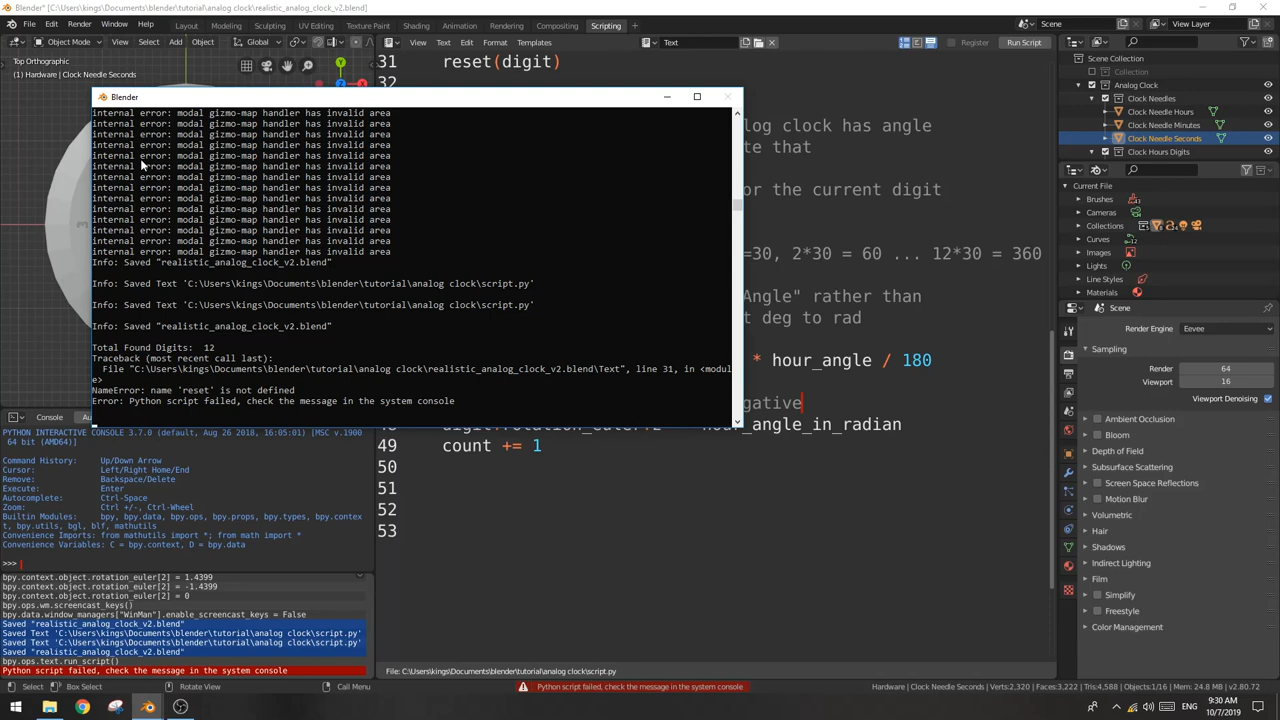 Blender* [C:\Users\kings\Documents\blender\tutorial\analog clock\realistic_analog_clock_v2.blend]
File Edit Render Window Help Layout Modeling Sculpting UV Editing Texture Paint Shading Animation Rendering Compositing Scripting + Scene View Layer
Object Mode View Select Add Object Global View Text Edit Format Templates Text Register Run Script
Top Orthographic
(1) Hardware | Clock Needle Seconds
Y
X
31 reset(digit)
32
og clock has angle
te that
or the current digit
=30, 2*30 = 60 ... 12*30 = 360
Angle" rather than
t deg to rad
* hour_angle / 180
gative
hour_angle_in_radian
49 count += 1
50
51
52
53
Blender
internal error: modal gizmo-map handler has invalid area
internal error: modal gizmo-map handler has invalid area
internal error: modal gizmo-map handler has invalid area
internal error: modal gizmo-map handler has invalid area
internal error: modal gizmo-map handler has invalid area
internal error: modal gizmo-map handler has invalid area
internal error: modal gizmo-map handler has invalid area
internal error: modal gizmo-map handler has invalid area
internal error: modal gizmo-map handler has invalid area
internal error: modal gizmo-map handler has invalid area
internal error: modal gizmo-map handler has invalid area
internal error: modal gizmo-map handler has invalid area
internal error: modal gizmo-map handler has invalid area
internal error: modal gizmo-map handler has invalid area
Info: Saved "realistic_analog_clock_v2.blend"
Info: Saved Text 'C:\Users\kings\Documents\blender\tutorial\analog clock\script.py'
Info: Saved Text 'C:\Users\kings\Documents\blender\tutorial\analog clock\script.py'
Info: Saved "realistic_analog_clock_v2.blend"
Total Found Digits: 12
Traceback (most recent call last):
File "C:\Users\kings\Documents\blender\tutorial\analog clock\realistic_analog_clock_v2.blend\Text", line 31, in <modul
e>
NameError: name 'reset' is not defined
Error: Python script failed, check the message in the system console
Console
PYTHON INTERACTIVE CONSOLE 3.7.0 (default, Aug 26 2018, 16:05:01) [MSC v.1900
64 bit (AMD64)]
Command History: Up/Down Arrow
Cursor: Left/Right Home/End
Remove: Backspace/Delete
Execute: Enter
Autocomplete: Ctrl-Space
Zoom: Ctrl +/-, Ctrl-Wheel
Builtin Modules: bpy, bpy.data, bpy.ops, bpy.props, bpy.types, bpy.contex
t, bpy.utils, bgl, blf, mathutils
Convenience Imports: from mathutils import *; from math import *
Convenience Variables: C = bpy.context, D = bpy.data
>>>
bpy.context.object.rotation_euler[2] = 1.4399
bpy.context.object.rotation_euler[2] = -1.4399
bpy.context.object.rotation_euler[2] = 0
bpy.ops.wm.screencast_keys()
bpy.data.window_managers["WinMan"].enable_screencast_keys = False
Saved "realistic_analog_clock_v2.blend"
Saved Text 'C:\Users\kings\Documents\blender\tutorial\analog clock\script.py'
Saved Text 'C:\Users\kings\Documents\blender\tutorial\analog clock\script.py'
Saved "realistic_analog_clock_v2.blend"
bpy.ops.text.run_script()
Python script failed, check the message in the system console
File: C:\Users\kings\Documents\blender\tutorial\analog clock\script.py
Scene Collection
Collection
Analog Clock
Clock Needles
Clock Needle Hours
Clock Needle Minutes
Clock Needle Seconds
Clock Hours Digits
Current File
Brushes
Cameras
Collections
Curves
Images
Lights
Line Styles
Materials
Scene
Render Engine Eevee
Sampling
Render 64
Viewport 16
Viewport Denoising
Ambient Occlusion
Bloom
Depth of Field
Subsurface Scattering
Screen Space Reflections
Motion Blur
Volumetric
Hair
Shadows
Indirect Lighting
Film
Simplify
Freestyle
Color Management
Select Box Select Rotate View Call Menu Python script failed, check the message in the system console Hardware | Clock Needle Seconds | Verts:2,320 | Faces:3,222 | Tris:4,588 | Objects:1/16 | Mem: 24.8 MB | v2.80.72
ENG 9:30 AM 10/7/2019